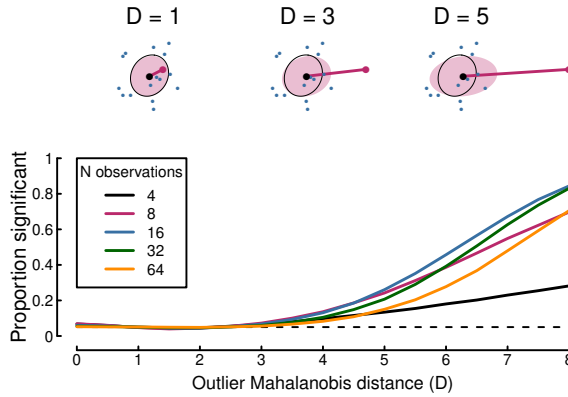 D = 1
D = 3
D = 5
Proportion significant
1
0.8
0.6
0.4
0.2
0
N observations
4
8
16
32
64
0 1 2 3 4 5 6 7 8
Outlier Mahalanobis distance (D)